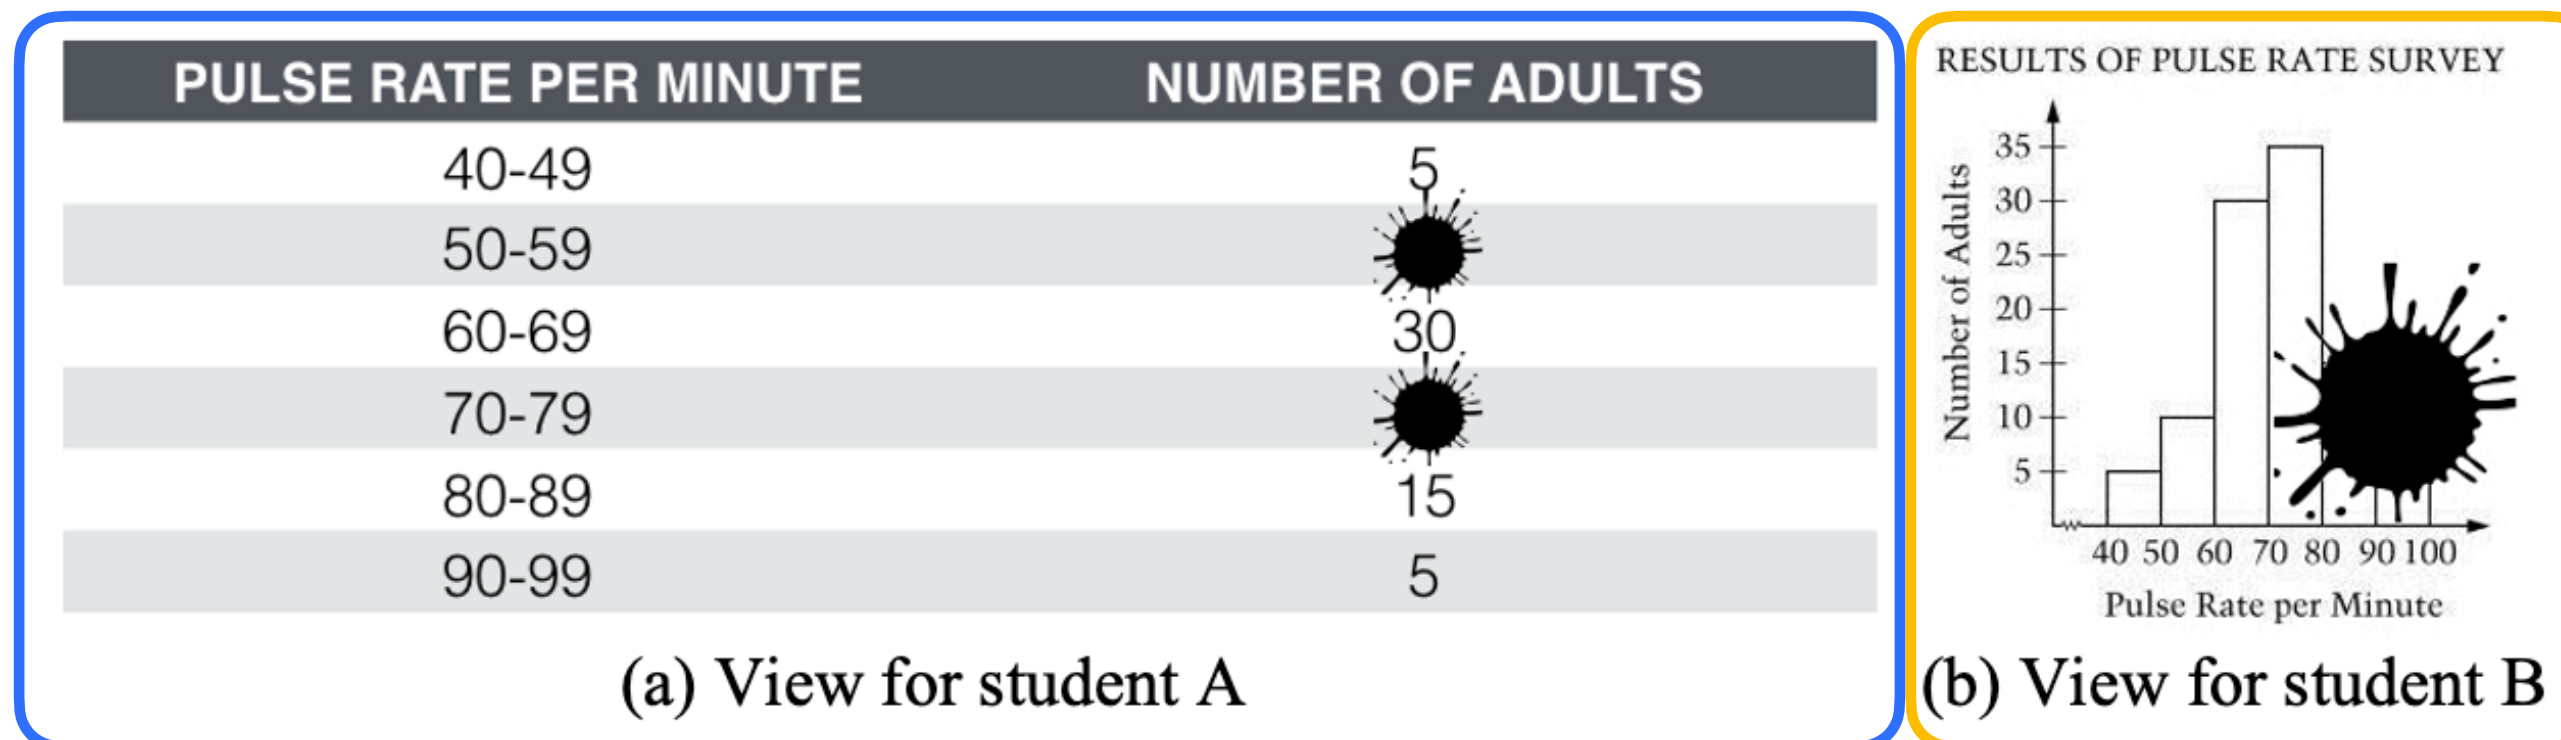 PULSE RATE PER MINUTE NUMBER OF ADULTS
40-49 5
50-59
60-69 30
70-79
80-89 15
90-99 5
(a) View for student A
RESULTS OF PULSE RATE SURVEY
Number of Adults
35
30
25
20
15
10
5
40 50 60 70 80 90 100
Pulse Rate per Minute
(b) View for student B